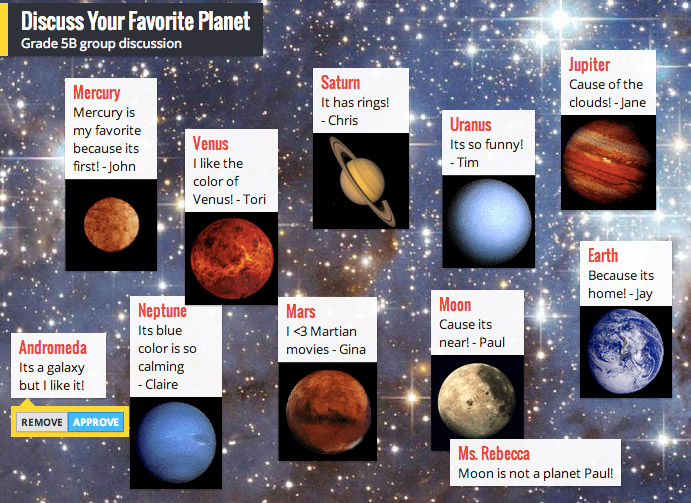 Discuss Your Favorite Planet
Grade 5B group discussion
Mercury
Mercury is
my favorite
because its
first! - John
Venus
I like the
color of
Venus! - Tori
Saturn
It has rings!
- Chris
Uranus
Its so funny!
- Tim
Jupiter
Cause of the
clouds! - Jane
Earth
Because its
home! - Jay
Neptune
Its blue
color is so
calming
- Claire
Mars
I <3 Martian
movies - Gina
Moon
Cause its
near! - Paul
Andromeda
Its a galaxy
but I like it!
REMOVE APPROVE
Ms. Rebecca
Moon is not a planet Paul!